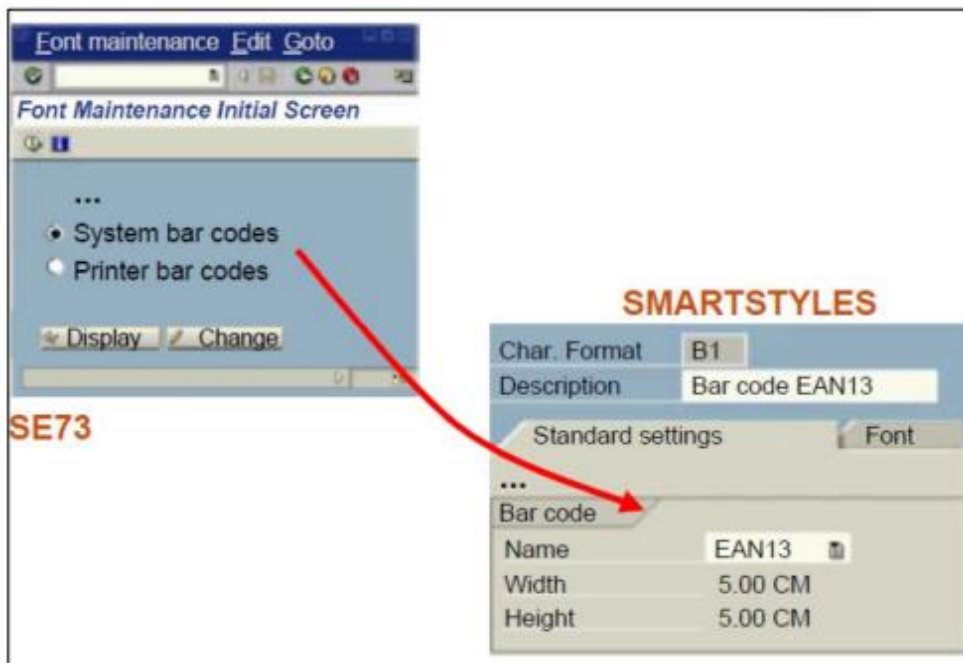 Font maintenance Edit Goto
Font Maintenance Initial Screen
...
System bar codes
Printer bar codes
Display Change
SE73
SMARTSTYLES
Char. Format B1
Description Bar code EAN13
Standard settings Font
...
Bar code
Name EAN13
Width 5.00 CM
Height 5.00 CM